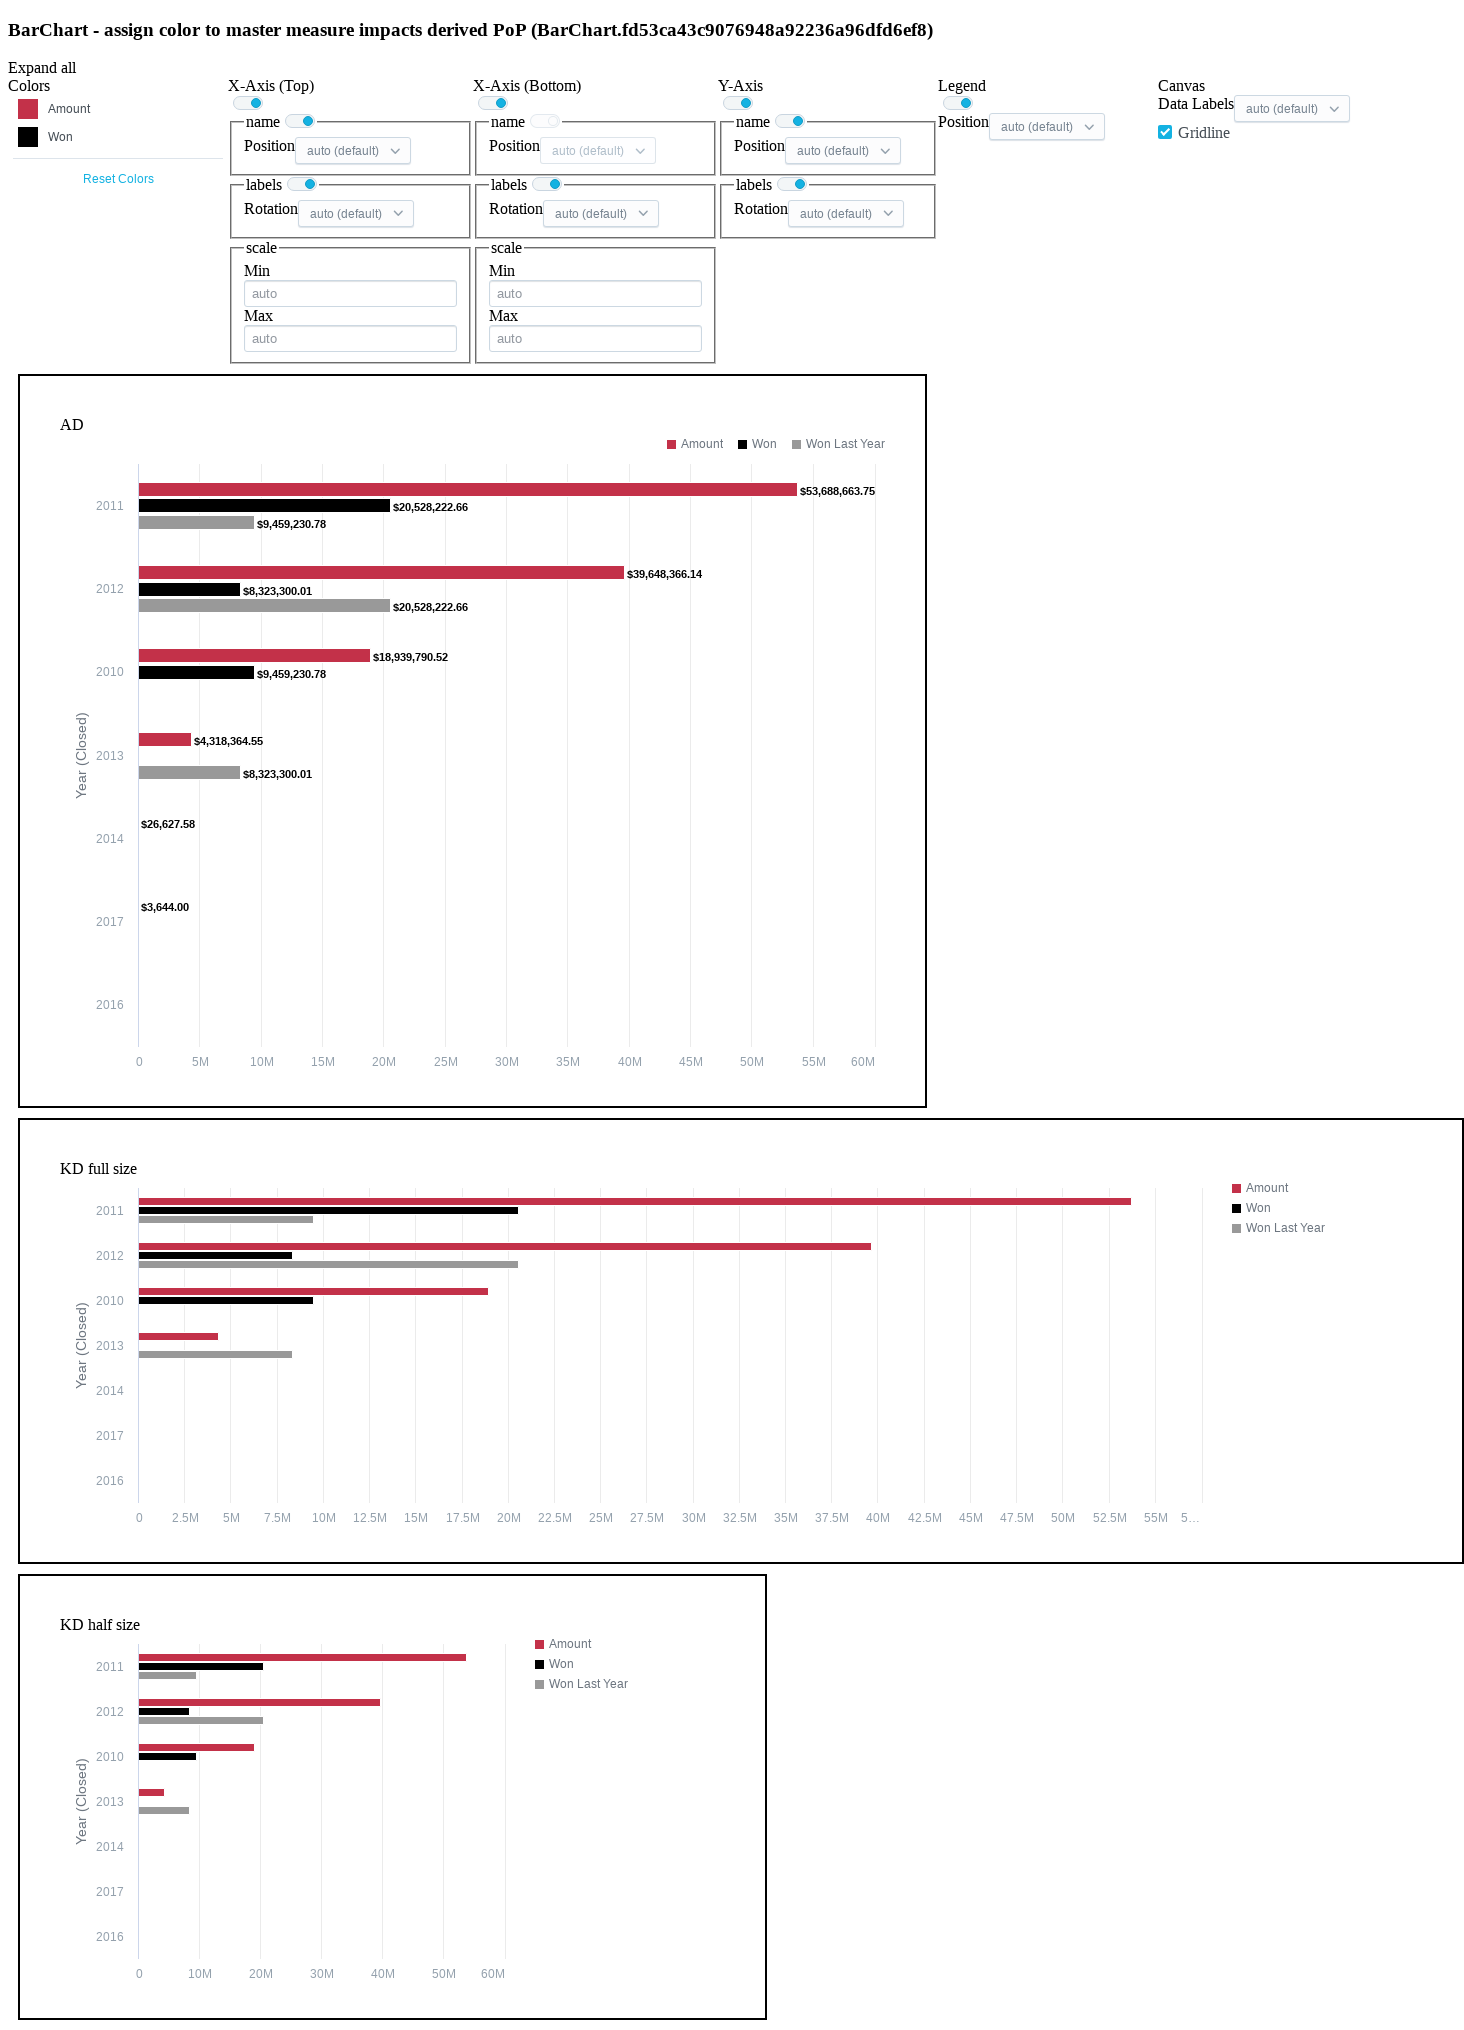 BarChart - assign color to master measure impacts derived PoP (BarChart.fd53ca43c9076948a92236a96dfd6ef8)
Expand all
Colors
Amount
Won
Reset Colors
X-Axis (Top)
name
Position auto (default)
labels
Rotation auto (default)
scale
Min
auto
Max
auto
X-Axis (Bottom)
name
Position auto (default)
labels
Rotation auto (default)
scale
Min
auto
Max
auto
Y-Axis
name
Position auto (default)
labels
Rotation auto (default)
Legend
Position auto (default)
Canvas
Data Labels auto (default)
Gridline
AD
Amount Won Won Last Year
Year (Closed)
2011
$53,688,663.75
$20,528,222.66
$9,459,230.78
2012
$39,648,366.14
$8,323,300.01
$20,528,222.66
2010
$18,939,790.52
$9,459,230.78
2013
$4,318,364.55
$8,323,300.01
2014
$26,627.58
2017
$3,644.00
2016
0 5M 10M 15M 20M 25M 30M 35M 40M 45M 50M 55M 60M
KD full size
Amount
Won
Won Last Year
Year (Closed)
2011
2012
2010
2013
2014
2017
2016
0 2.5M 5M 7.5M 10M 12.5M 15M 17.5M 20M 22.5M 25M 27.5M 30M 32.5M 35M 37.5M 40M 42.5M 45M 47.5M 50M 52.5M 55M 5…
KD half size
Amount
Won
Won Last Year
Year (Closed)
2011
2012
2010
2013
2014
2017
2016
0 10M 20M 30M 40M 50M 60M